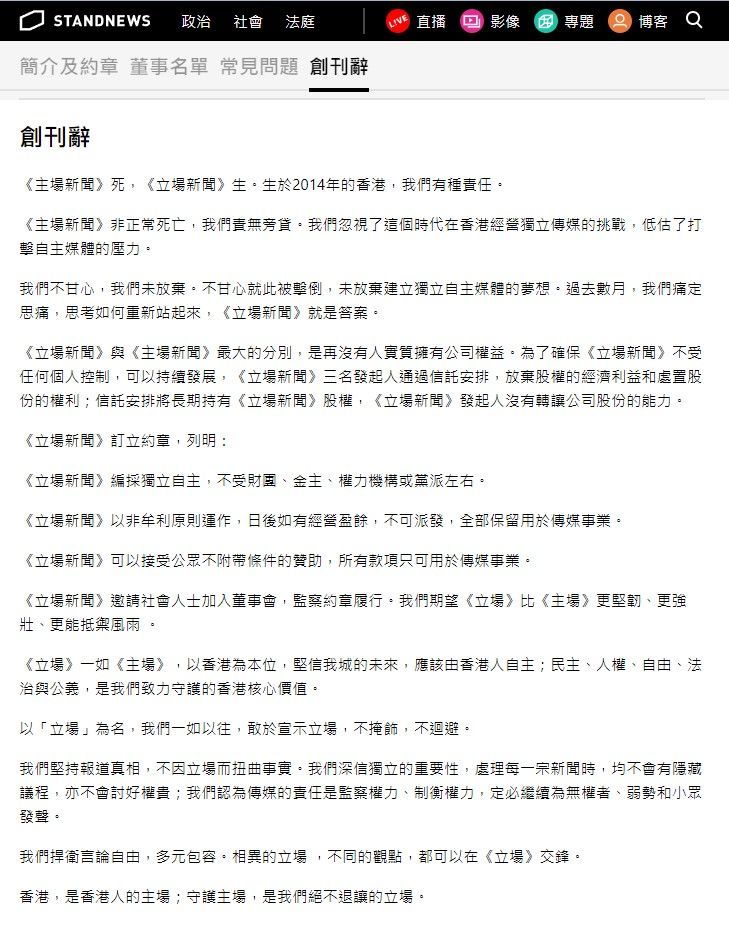 STANDNEWS 政治 社會 法庭 LIVE 直播 影像 專題 博客
簡介及約章 董事名單 常見問題 創刊辭
創刊辭
《主場新聞》死，《立場新聞》生。生於2014年的香港，我們有種責任。
《主場新聞》非正常死亡，我們責無旁貸。我們忽視了這個時代在香港經營獨立傳媒的挑戰，低估了打
擊自主媒體的壓力。
我們不甘心，我們未放棄。不甘心就此被擊倒，未放棄建立獨立自主媒體的夢想。過去數月，我們痛定
思痛，思考如何重新站起來，《立場新聞》就是答案。
《立場新聞》與《主場新聞》最大的分別，是再沒有人實質擁有公司權益。為了確保《立場新聞》不受
任何個人控制，可以持續發展，《立場新聞》三名發起人通過信託安排，放棄股權的經濟利益和處置股
份的權利；信託安排將長期持有《立場新聞》股權，《立場新聞》發起人沒有轉讓公司股份的能力。
《立場新聞》訂立約章，列明：
《立場新聞》編採獨立自主，不受財團、金主、權力機構或黨派左右。
《立場新聞》以非牟利原則運作，日後如有經營盈餘，不可派發，全部保留用於傳媒事業。
《立場新聞》可以接受公眾不附帶條件的贊助，所有款項只可用於傳媒事業。
《立場新聞》邀請社會人士加入董事會，監察約章履行。我們期望《立場》比《主場》更堅韌、更強
壯、更能抵禦風雨 。
《立場》一如《主場》，以香港為本位，堅信我城的未來，應該由香港人自主；民主、人權、自由、法
治與公義，是我們致力守護的香港核心價值。
以「立場」為名，我們一如以往，敢於宣示立場，不掩飾，不迴避。
我們堅持報道真相，不因立場而扭曲事實。我們深信獨立的重要性，處理每一宗新聞時，均不會有隱藏
議程，亦不會討好權貴；我們認為傳媒的責任是監察權力、制衡權力，定必繼續為無權者、弱勢和小眾
發聲。
我們捍衛言論自由，多元包容。相異的立場 ，不同的觀點，都可以在《立場》交鋒。
香港，是香港人的主場；守護主場，是我們絕不退讓的立場。